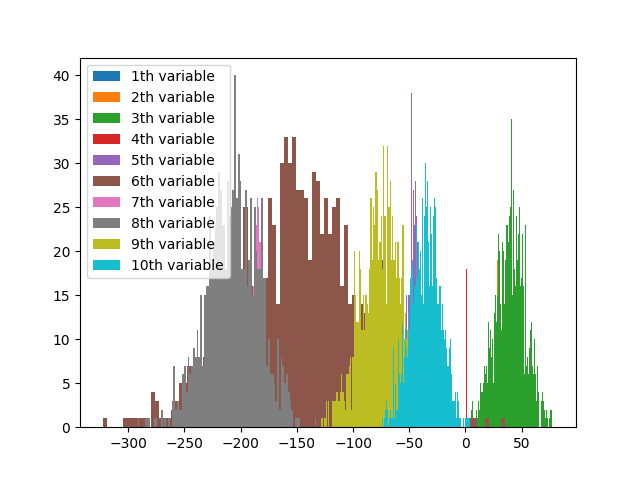 40
35
30
25
20
15
10
5
0
1th variable
2th variable
3th variable
4th variable
5th variable
6th variable
7th variable
8th variable
9th variable
10th variable
−300 −250 −200 −150 −100 −50 0 50